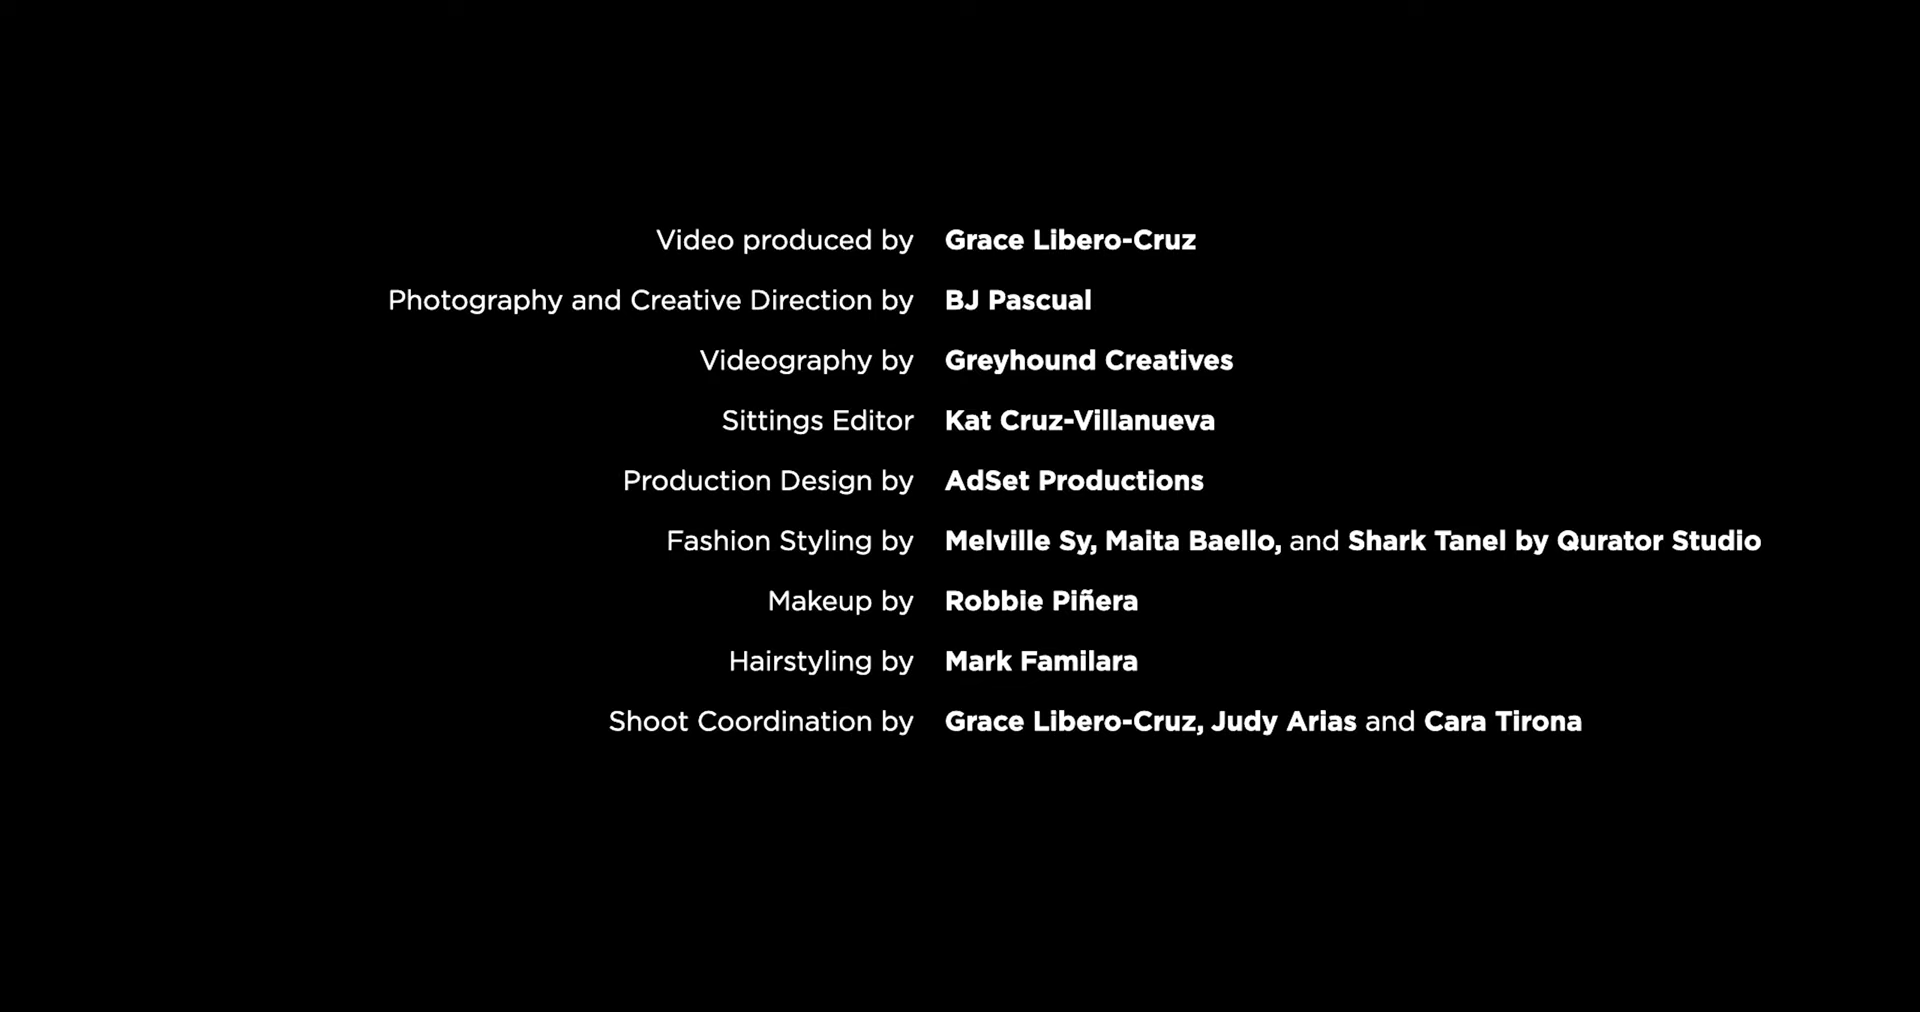 Video produced by Grace Libero-Cruz
Photography and Creative Direction by BJ Pascual
Videography by Greyhound Creatives
Sittings Editor Kat Cruz-Villanueva
Production Design by AdSet Productions
Fashion Styling by Melville Sy, Maita Baello, and Shark Tanel by Qurator Studio
Makeup by Robbie Piñera
Hairstyling by Mark Familara
Shoot Coordination by Grace Libero-Cruz, Judy Arias and Cara Tirona